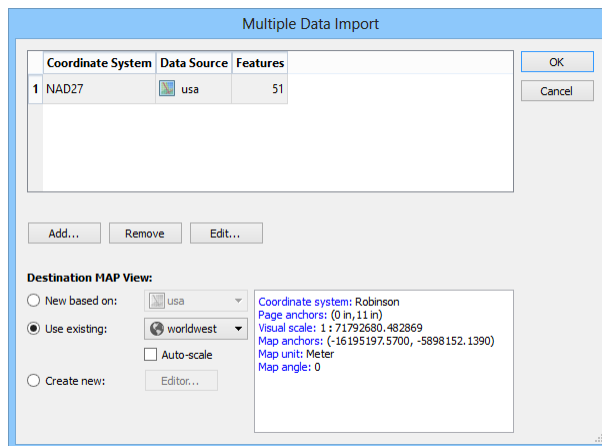 Multiple Data Import
Coordinate System Data Source Features
1 NAD27 usa 51
OK
Cancel
Add... Remove Edit...
Destination MAP View:
New based on: usa
Use existing: worldwest
Auto-scale
Create new: Editor...
Coordinate system: Robinson
Page anchors: (0 in,11 in)
Visual scale: 1 : 71792680.482869
Map anchors: (-16195197.5700, -5898152.1390)
Map unit: Meter
Map angle: 0